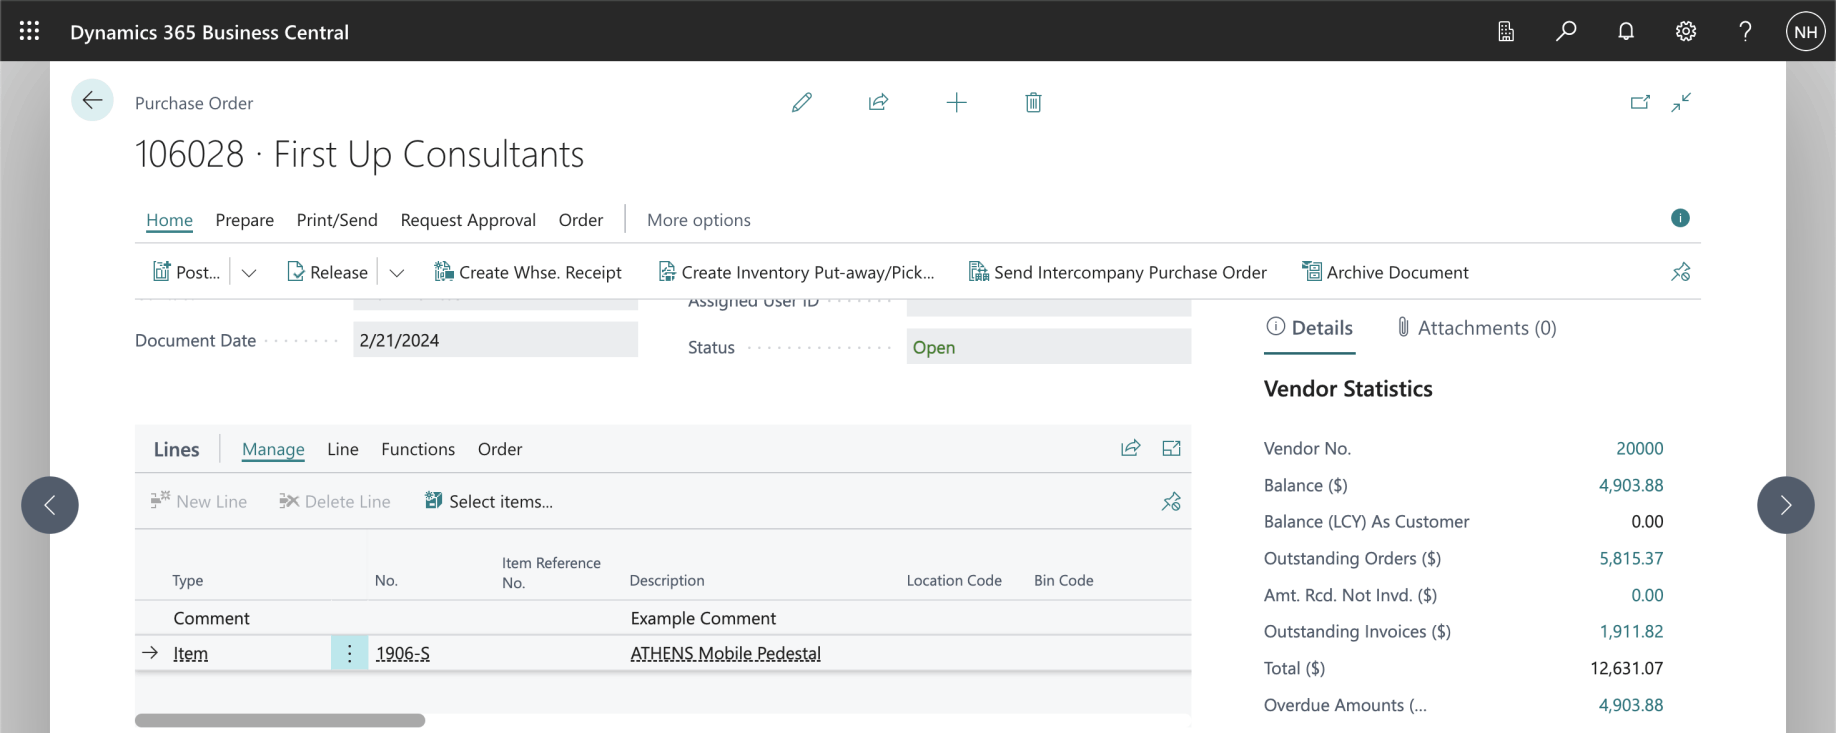 Dynamics 365 Business Central
NH
Purchase Order
106028 · First Up Consultants
Home Prepare Print/Send Request Approval Order More options
Post... Release Create Whse. Receipt Create Inventory Put-away/Pick... Send Intercompany Purchase Order Archive Document
Assigned User ID
Document Date 2/21/2024
Status Open
Details Attachments (0)
Vendor Statistics
Vendor No. 20000
Balance ($) 4,903.88
Balance (LCY) As Customer 0.00
Outstanding Orders ($) 5,815.37
Amt. Rcd. Not Invd. ($) 0.00
Outstanding Invoices ($) 1,911.82
Total ($) 12,631.07
Overdue Amounts (... 4,903.88
Lines Manage Line Functions Order
New Line Delete Line Select items...
Type No. Item Reference No. Description Location Code Bin Code
Comment Example Comment
Item 1906-S ATHENS Mobile Pedestal